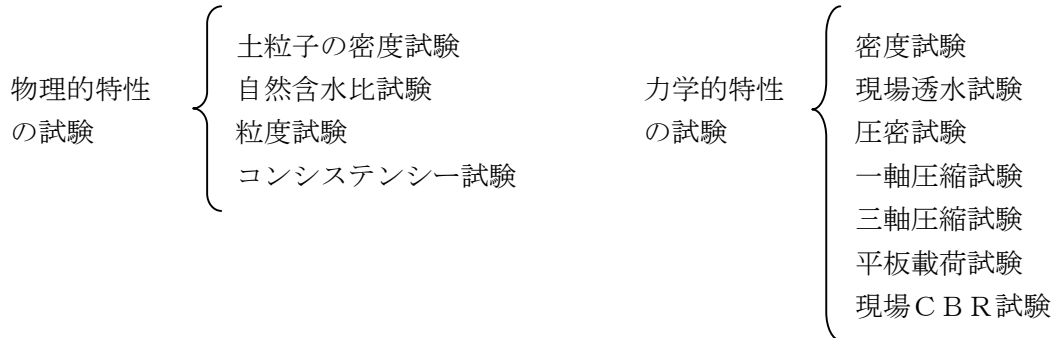 物理的特性
の試験
土粒子の密度試験
自然含水比試験
粒度試験
コンシステンシー試験
力学的特性
の試験
密度試験
現場透水試験
圧密試験
一軸圧縮試験
三軸圧縮試験
平板載荷試験
現場ＣＢＲ試験